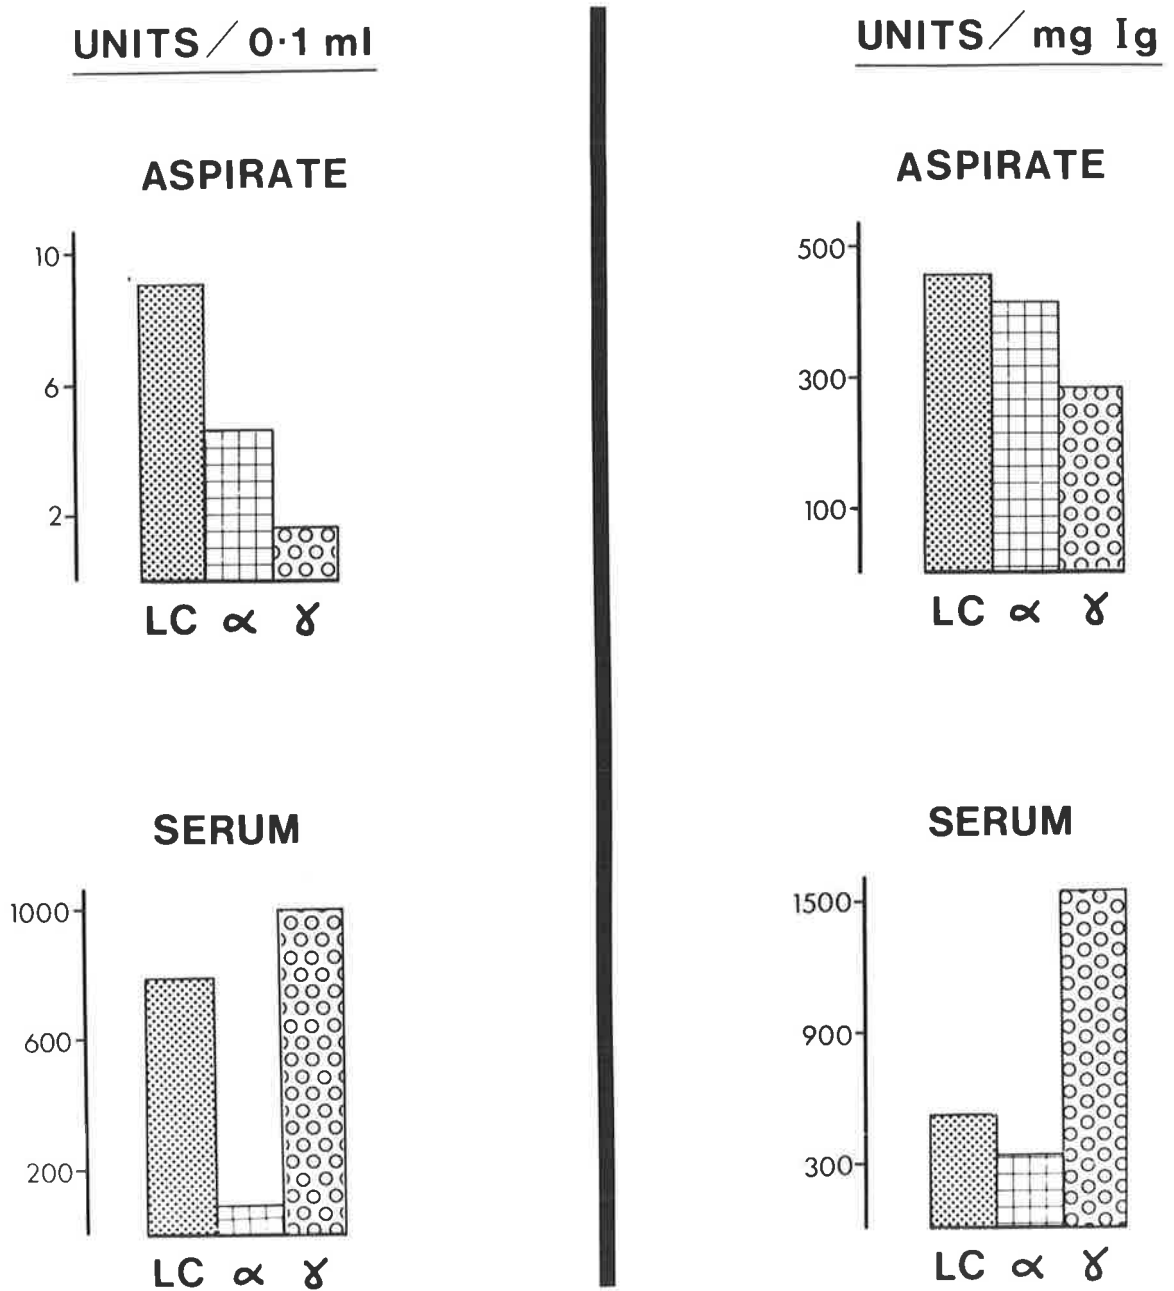 UNITS / 0·1 ml
ASPIRATE
10
6
2
LC α γ
SERUM
1000
600
200
LC α γ
UNITS / mg Ig
ASPIRATE
500
300
100
LC α γ
SERUM
1500
900
300
LC α γ